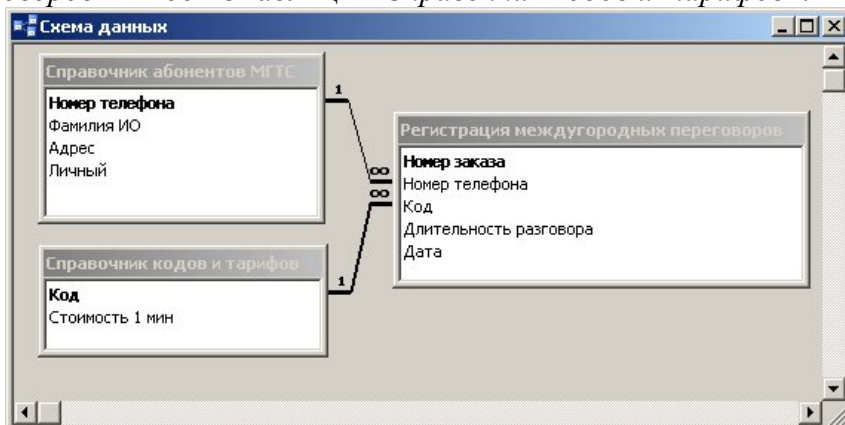 Схема данных
Справочник абонентов МГТС
Номер телефона
Фамилия ИО
Адрес
Личный
1
∞
Регистрация междугородных переговоров
Номер заказа
Номер телефона
Код
Длительность разговора
Дата
∞
Справочник кодов и тарифов
Код
Стоимость 1 мин
1